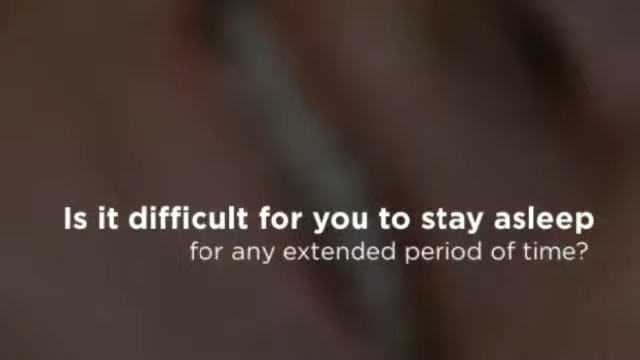 Is it difficult for you to stay asleep
for any extended period of time?